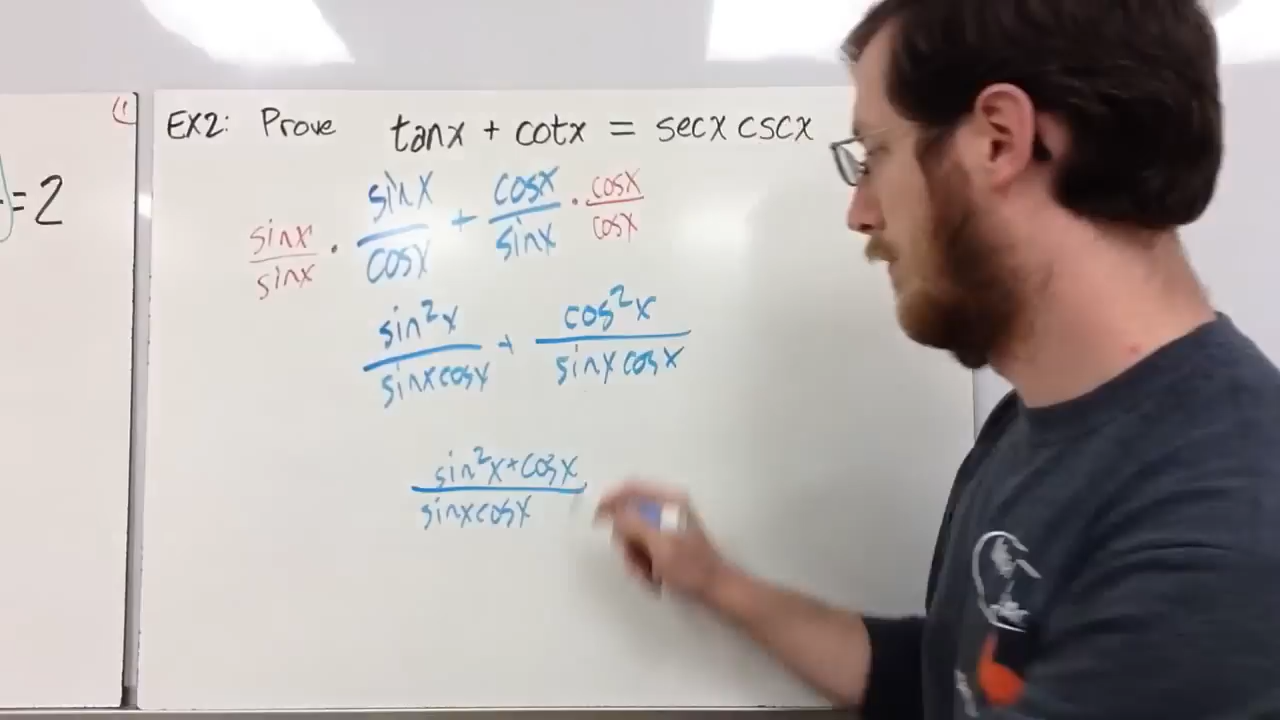 (1
=2
EX2: Prove tanx + cotx = secx cscx
sinx/sinx · sinx/cosx + cosx/sinx · cosx/cosx
sin²x/sinxcosx + cos²x/sinxcosx
sin²x+cosx/sinxcosx